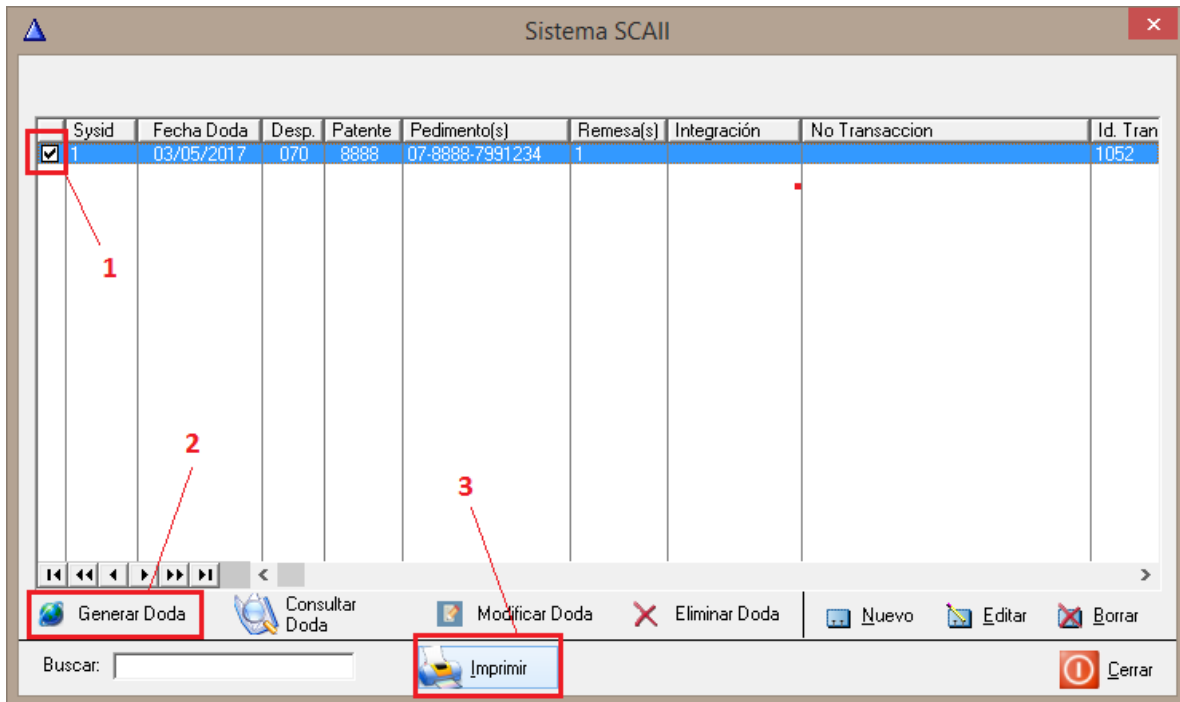 Sistema SCAII
Sysid Fecha Doda Desp. Patente Pedimento(s) Remesa(s) Integración No Transaccion Id. Tran
1 03/05/2017 070 8888 07-8888-7991234 1 1052
1
2
3
Generar Doda Consultar Doda Modificar Doda Eliminar Doda Nuevo Editar Borrar
Buscar: Imprimir Cerrar